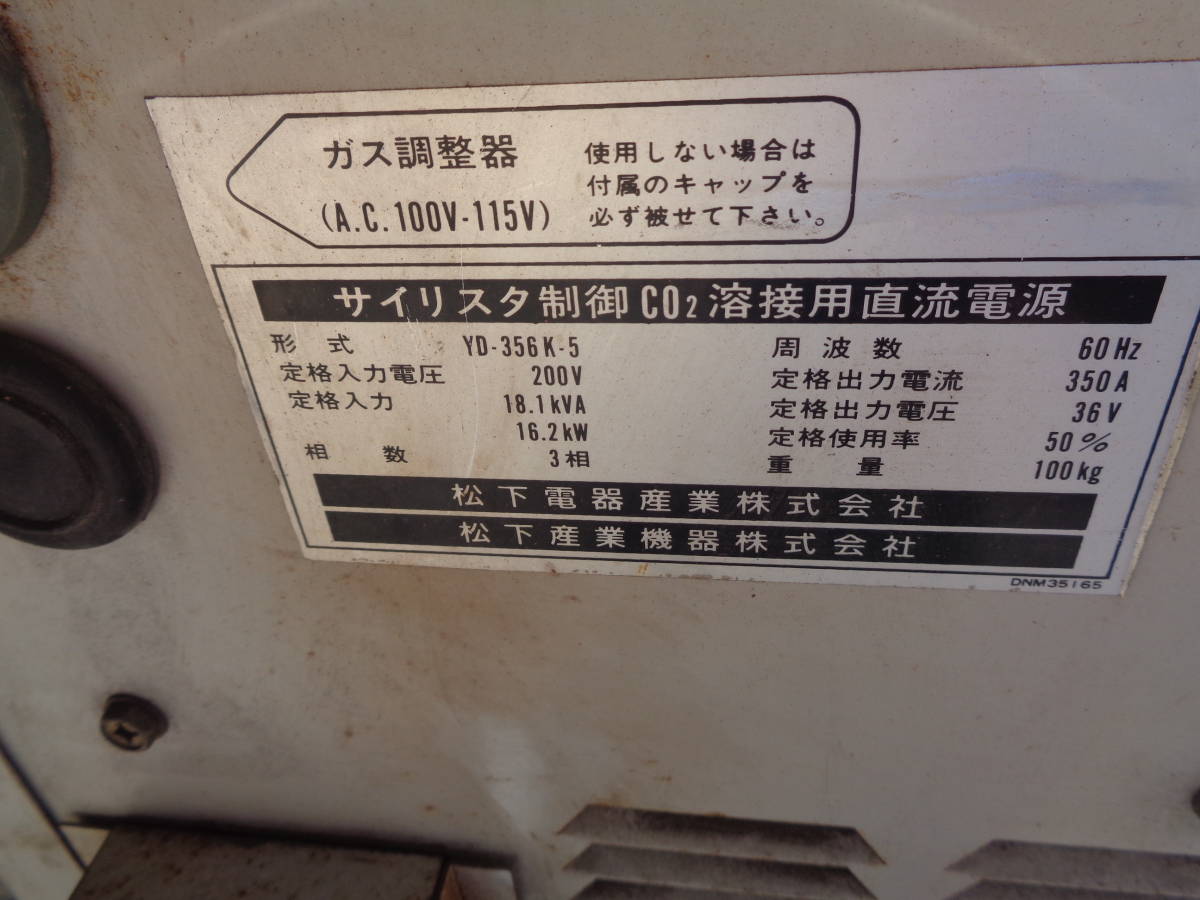 ガス調整器
(A.C. 100V-115V)
使用しない場合は
付属のキャップを
必ず被せて下さい。
サイリスタ制御CO₂溶接用直流電源
形式 YD-356K-5
定格入力電圧 200V
定格入力 18.1kVA
16.2kW
相数 3相
周波数 60Hz
定格出力電流 350A
定格出力電圧 36V
定格使用率 50%
重量 100kg
松下電器産業株式会社
松下産業機器株式会社
DNM35165